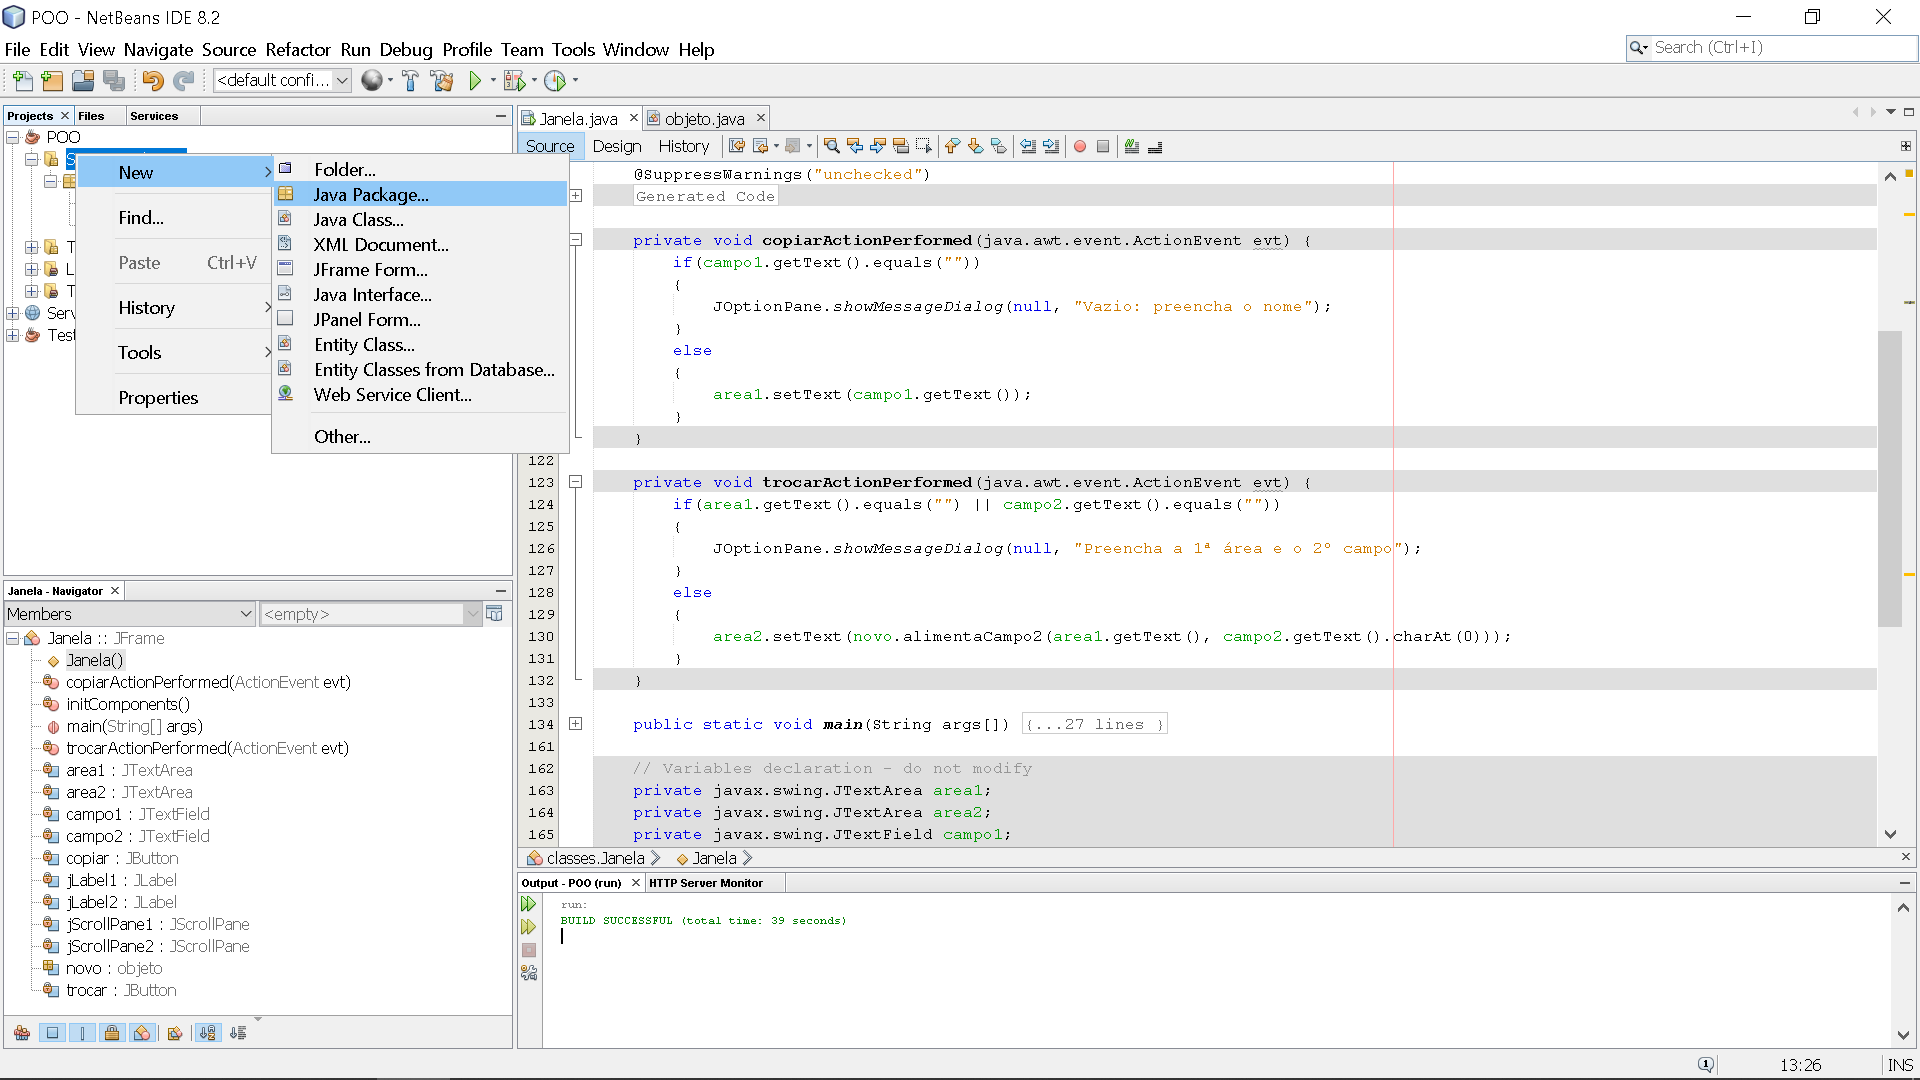 POO - NetBeans IDE 8.2
File Edit View Navigate Source Refactor Run Debug Profile Team Tools Window Help
Search (Ctrl+I)
<default confi...
Projects Files Services
POO
S
T
L
T
Serv
Test
New
Find...
Paste Ctrl+V
History
Tools
Properties
Folder...
Java Package...
Java Class...
XML Document...
JFrame Form...
Java Interface...
JPanel Form...
Entity Class...
Entity Classes from Database...
Web Service Client...
Other...
Janela.java objeto.java
Source Design History
@SuppressWarnings("unchecked")
Generated Code
private void copiarActionPerformed(java.awt.event.ActionEvent evt) {
if(campo1.getText().equals(""))
{
JOptionPane.showMessageDialog(null, "Vazio: preencha o nome");
}
else
{
area1.setText(campo1.getText());
}
}
122
123 private void trocarActionPerformed(java.awt.event.ActionEvent evt) {
124 if(area1.getText().equals("") || campo2.getText().equals(""))
125 {
126 JOptionPane.showMessageDialog(null, "Preencha a 1ª área e o 2º campo");
127 }
128 else
129 {
130 area2.setText(novo.alimentaCampo2(area1.getText(), campo2.getText().charAt(0)));
131 }
132 }
133
134 public static void main(String args[]) {...27 lines }
161
162 // Variables declaration - do not modify
163 private javax.swing.JTextArea area1;
164 private javax.swing.JTextArea area2;
165 private javax.swing.JTextField campo1;
classes.Janela Janela
Janela - Navigator
Members <empty>
Janela :: JFrame
Janela()
copiarActionPerformed(ActionEvent evt)
initComponents()
main(String[] args)
trocarActionPerformed(ActionEvent evt)
area1 : JTextArea
area2 : JTextArea
campo1 : JTextField
campo2 : JTextField
copiar : JButton
jLabel1 : JLabel
jLabel2 : JLabel
jScrollPane1 : JScrollPane
jScrollPane2 : JScrollPane
novo : objeto
trocar : JButton
Output - POO (run) HTTP Server Monitor
run:
BUILD SUCCESSFUL (total time: 39 seconds)
13:26 INS